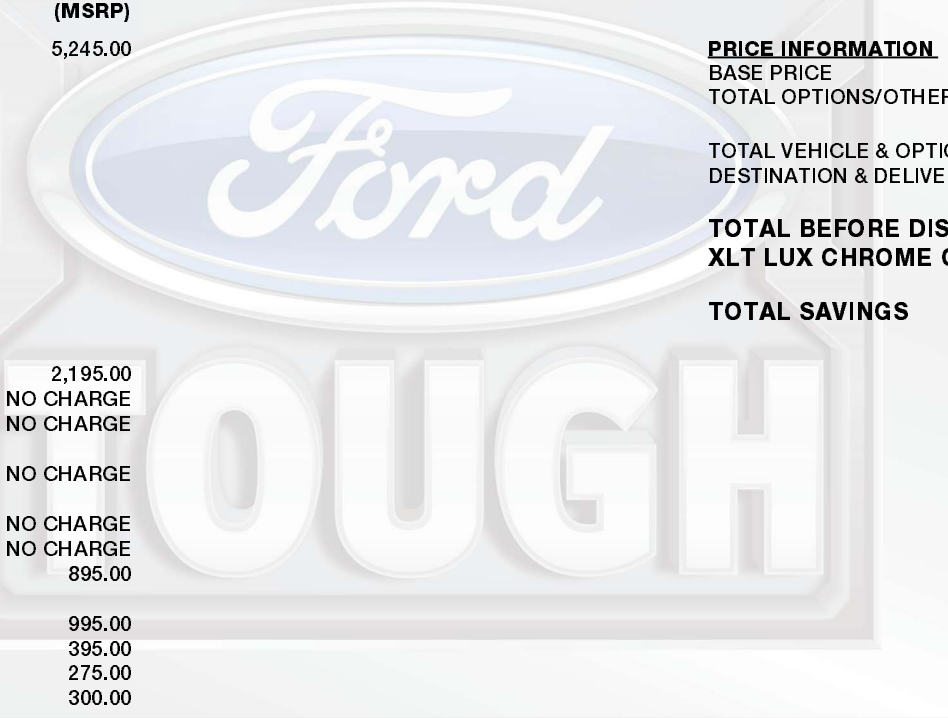 (MSRP)
5,245.00
2,195.00
NO CHARGE
NO CHARGE
NO CHARGE
NO CHARGE
NO CHARGE
895.00
995.00
395.00
275.00
300.00
Ford
TOUGH
PRICE INFORMATION
BASE PRICE
TOTAL OPTIONS/OTHER
TOTAL VEHICLE & OPTIO
DESTINATION & DELIVE
TOTAL BEFORE DIS
XLT LUX CHROME
TOTAL SAVINGS